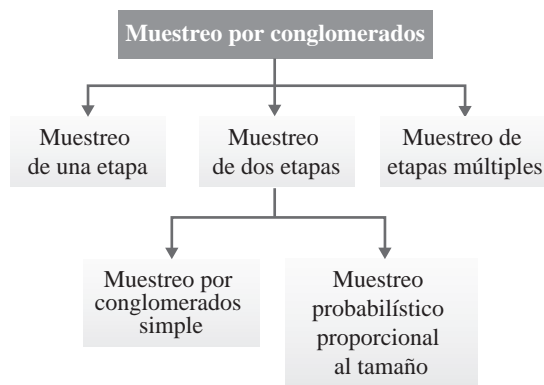 Muestreo por conglomerados
Muestreo
de una etapa
Muestreo
de dos etapas
Muestreo de
etapas múltiples
Muestreo por
conglomerados
simple
Muestreo
probabilístico
proporcional
al tamaño